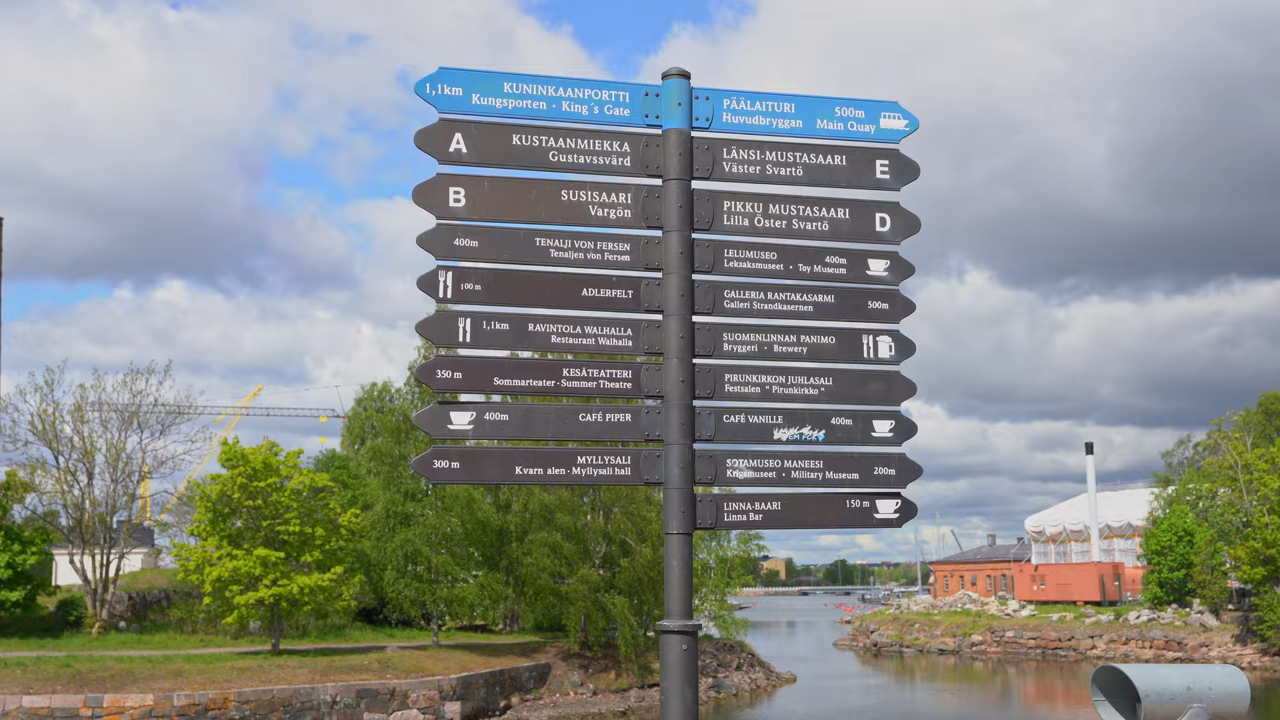 1,1km KUNINKAANPORTTI
Kungsporten · King´s Gate
A KUSTAANMIEKKA
Gustavssvärd
B SUSISAARI
Vargön
400m TENALJI VON FERSEN
Tenaljen von Fersen
100 m ADLERFELT
1,1km RAVINTOLA WALHALLA
Restaurant Walhalla
350 m KESÄTEATTERI
Sommarteater · Summer Theatre
400m CAFÉ PIPER
300 m MYLLYSALI
Kvarn alen · Myllysali hall
PÄÄLAITURI 500m
Huvudbryggan Main Quay
LÄNSI-MUSTASAARI E
Väster Svartö
PIKKU MUSTASAARI D
Lilla Öster Svartö
LELUMUSEO 400m
Leksaksmuseet · Toy Museum
GALLERIA RANTAKASARMI 500m
Galleri Strandkasernen
SUOMENLINNAN PANIMO
Bryggeri · Brewery
PIRUNKIRKON JUHLASALI
Festsalen " Pirunkirkko "
CAFÉ VANILLE 400m
SOTAMUSEO MANEESI 200m
Krigsmuseet · Military Museum
LINNA-BAARI 150 m
Linna Bar